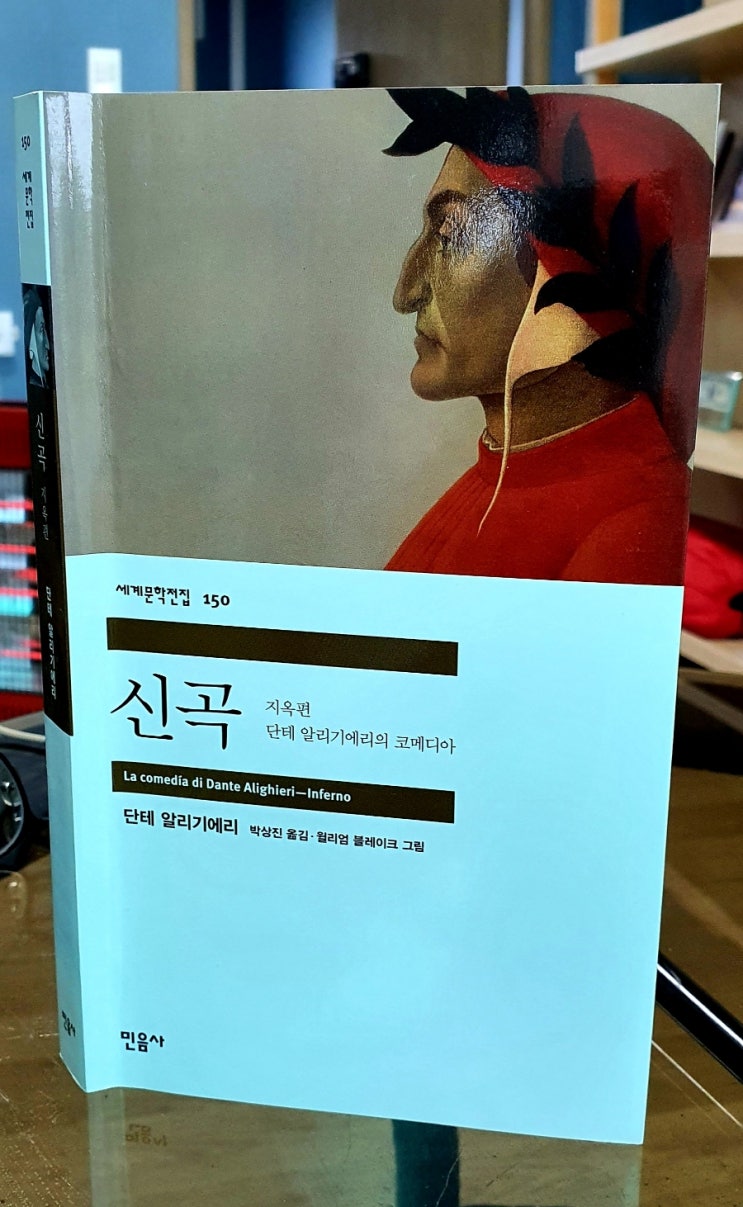 세계문학전집 150
신곡
지옥편
단테 알리기에리의 코메디아
La comedía di Dante Alighieri—Inferno
단테 알리기에리 박상진 옮김·윌리엄 블레이크 그림
민음사
150
세계
문학
전집
신곡 지옥편 단테 알리기에리
민음사